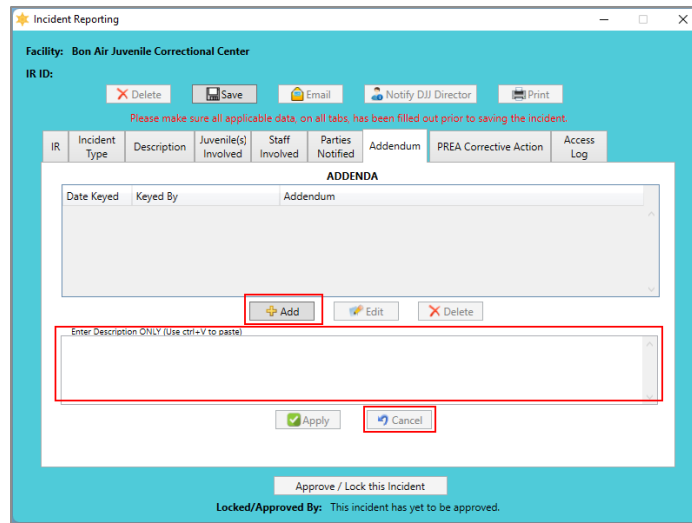 Incident Reporting
Facility: Bon Air Juvenile Correctional Center
IR ID:
Delete Save Email Notify DJJ Director Print
Please make sure all applicable data, on all tabs, has been filled out prior to saving the incident.
IR Incident Type Description Juvenile(s) Involved Staff Involved Parties Notified Addendum PREA Corrective Action Access Log
ADDENDA
Date Keyed Keyed By Addendum
Add Edit Delete
Enter Description ONLY (Use ctrl+V to paste)
Apply Cancel
Approve / Lock this Incident
Locked/Approved By: This incident has yet to be approved.